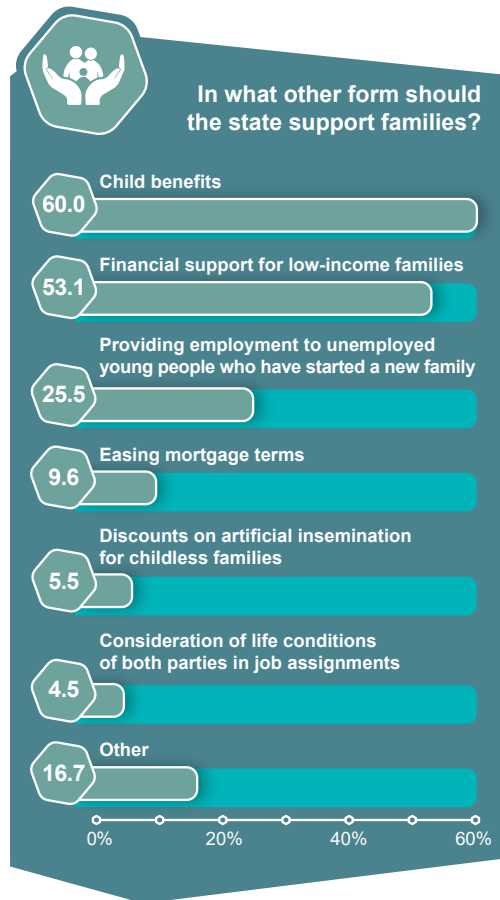 In what other form should
the state support families?
Child benefits
60.0
Financial support for low-income families
53.1
Providing employment to unemployed
young people who have started a new family
25.5
Easing mortgage terms
9.6
Discounts on artificial insemination
for childless families
5.5
Consideration of life conditions
of both parties in job assignments
4.5
Other
16.7
0% 20% 40% 60%